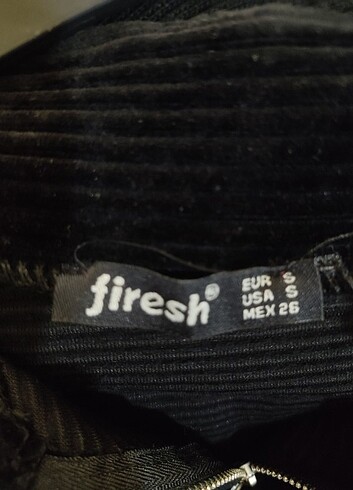 firesh®
EUR S
USA S
MEX 26